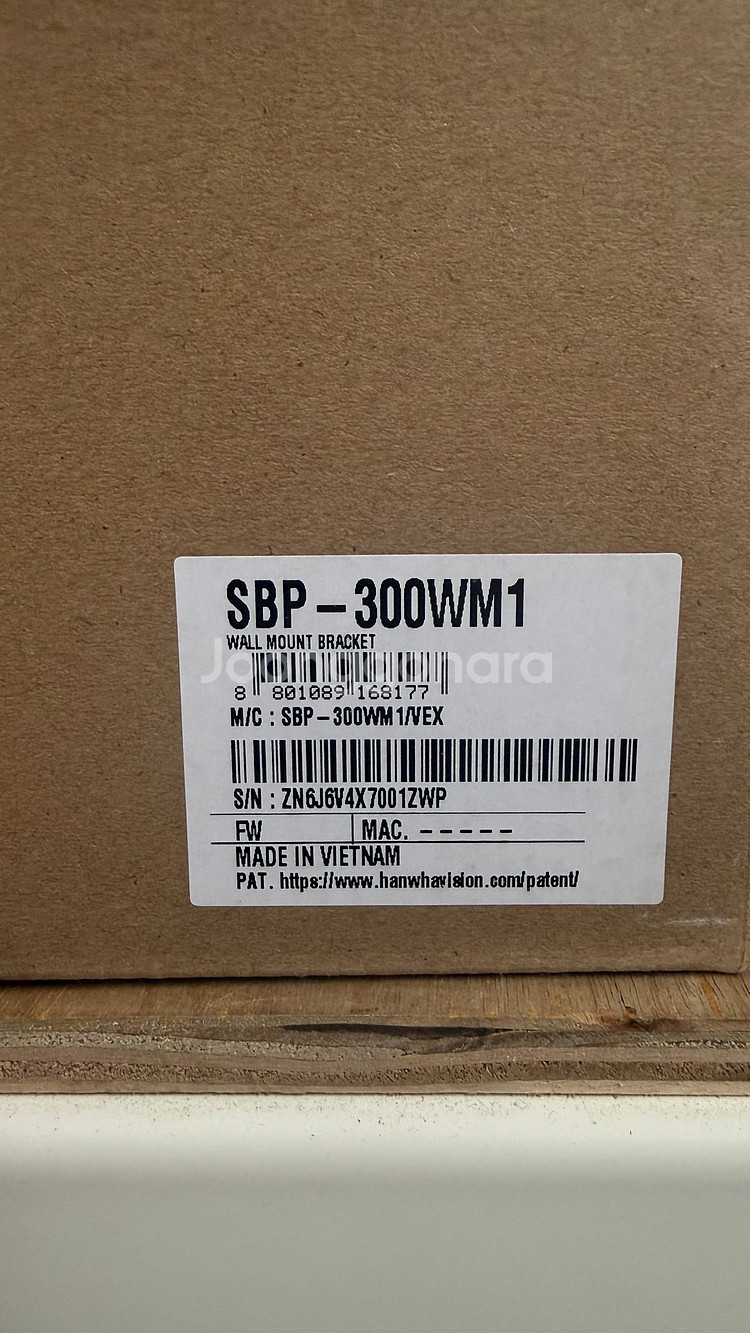 SBP-300WM1
WALL MOUNT BRACKET
8 801089 168177
M/C : SBP-300WM1/VEX
S/N : ZN6J6V4X7001ZWP
FW MAC. -----
MADE IN VIETNAM
PAT. https://www.hanwhavision.com/patent/